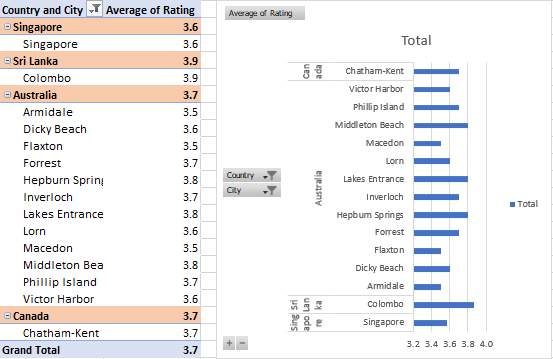 Country and City Average of Rating
Singapore 3.6
Singapore 3.6
Sri Lanka 3.9
Colombo 3.9
Australia 3.7
Armidale 3.5
Dicky Beach 3.6
Flaxton 3.5
Forrest 3.7
Hepburn Spring 3.8
Inverloch 3.7
Lakes Entrance 3.8
Lorn 3.6
Macedon 3.5
Middleton Bea 3.8
Phillip Island 3.7
Victor Harbor 3.6
Canada 3.7
Chatham-Kent 3.7
Grand Total 3.7
Average of Rating
Total
Country
City
Can
ada
Chatham-Kent
Australia
Victor Harbor
Phillip Island
Middleton Beach
Macedon
Lorn
Lakes Entrance
Inverloch
Hepburn Springs
Forrest
Flaxton
Dicky Beach
Armidale
Sri
Lan
ka
Colombo
Sing
apo
re
Singapore
3.2 3.4 3.6 3.8 4.0
Total